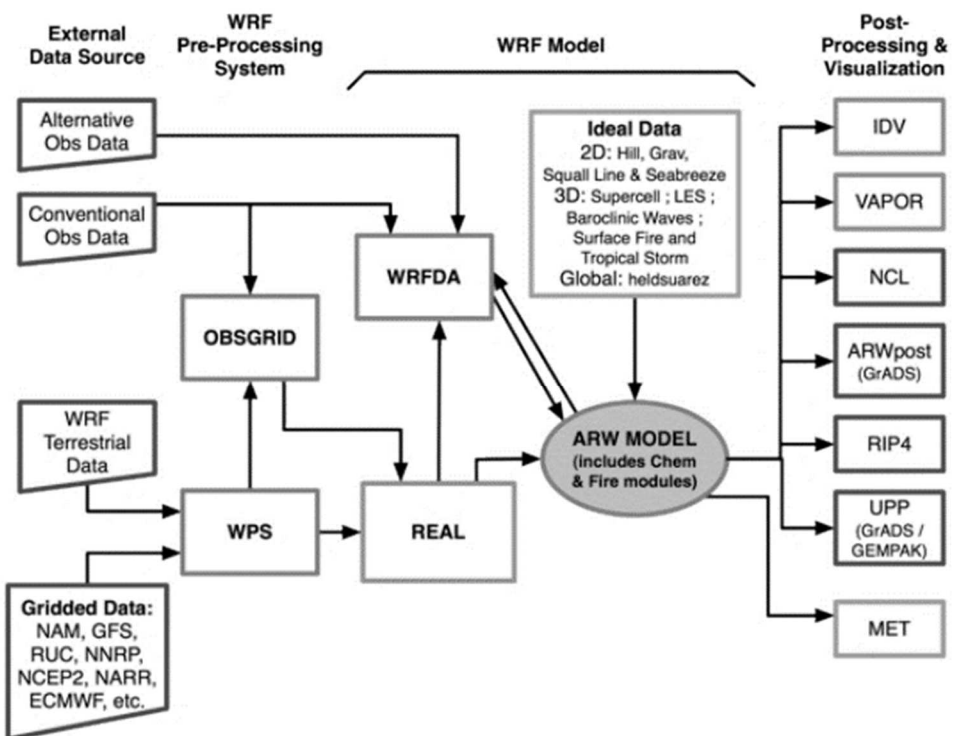 External
Data Source
WRF
Pre-Processing
System
WRF Model
Post-
Processing &
Visualization
Alternative
Obs Data
Conventional
Obs Data
WRF
Terrestrial
Data
Gridded Data:
NAM, GFS,
RUC, NNRP,
NCEP2, NARR,
ECMWF, etc.
OBSGRID
WPS
WRFDA
REAL
Ideal Data
2D: Hill, Grav,
Squall Line & Seabreeze
3D: Supercell ; LES ;
Baroclinic Waves ;
Surface Fire and
Tropical Storm
Global: heldsuarez
ARW MODEL
(includes Chem
& Fire modules)
IDV
VAPOR
NCL
ARWpost
(GrADS)
RIP4
UPP
(GrADS /
GEMPAK)
MET